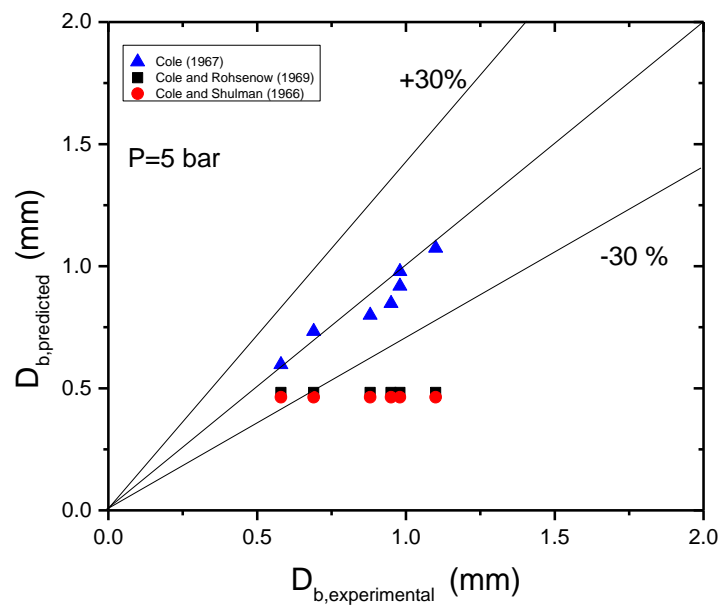 2.0
1.5
1.0
0.5
0.0
D_b,predicted (mm)
Cole (1967)
Cole and Rohsenow (1969)
Cole and Shulman (1966)
+30%
P=5 bar
-30 %
0.0 0.5 1.0 1.5 2.0
D_b,experimental (mm)